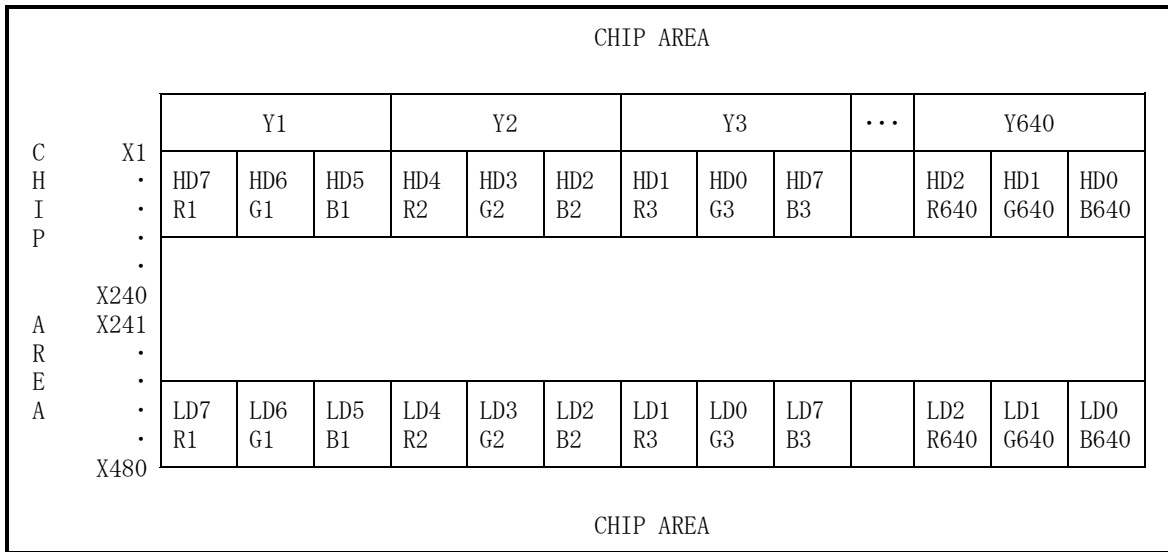 CHIP AREA
Y1 Y2 Y3 ··· Y640
C X1
H · HD7 HD6 HD5 HD4 HD3 HD2 HD1 HD0 HD7 HD2 HD1 HD0
I · R1 G1 B1 R2 G2 B2 R3 G3 B3 R640 G640 B640
P ·
·
X240
A X241
R ·
E ·
A · LD7 LD6 LD5 LD4 LD3 LD2 LD1 LD0 LD7 LD2 LD1 LD0
· R1 G1 B1 R2 G2 B2 R3 G3 B3 R640 G640 B640
X480
CHIP AREA